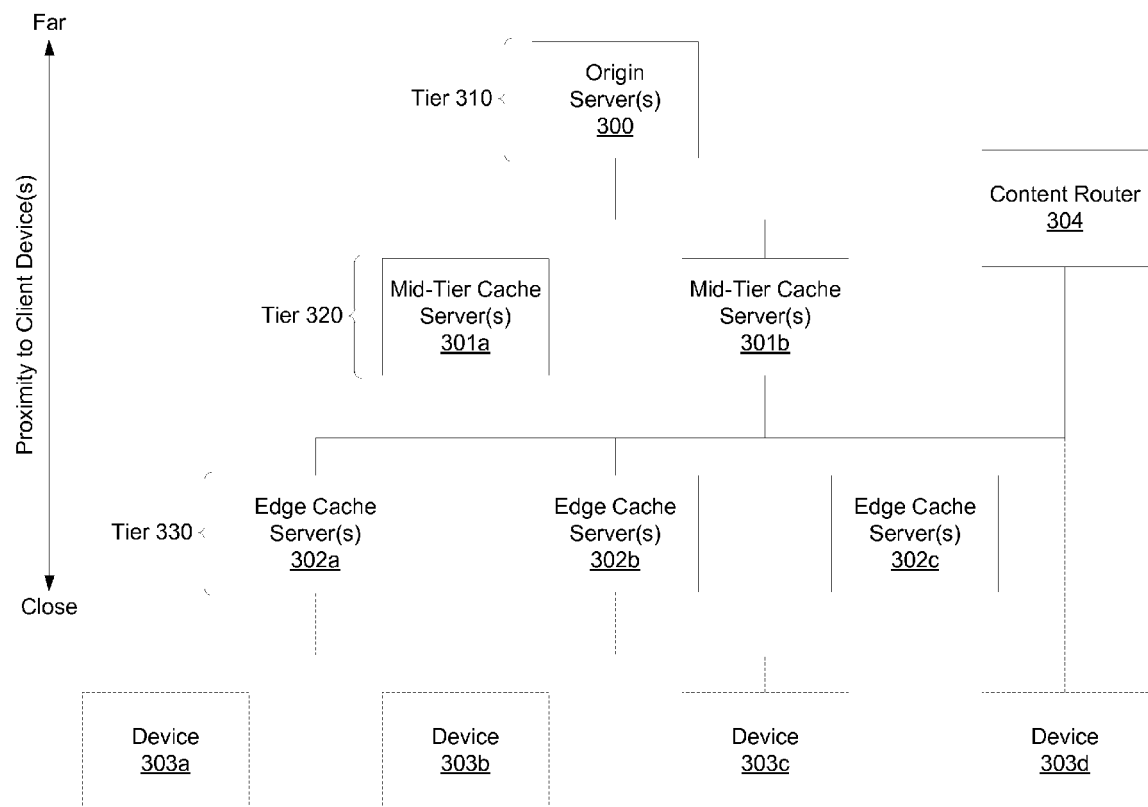 Far
Origin
Server(s)
300
Tier 310
Content Router
304
Proximity to Client Device(s)
Mid-Tier Cache
Server(s)
301a
Mid-Tier Cache
Server(s)
301b
Tier 320
Edge Cache
Server(s)
302a
Edge Cache
Server(s)
302b
Edge Cache
Server(s)
302c
Tier 330
Close
Device
303a
Device
303b
Device
303c
Device
303d